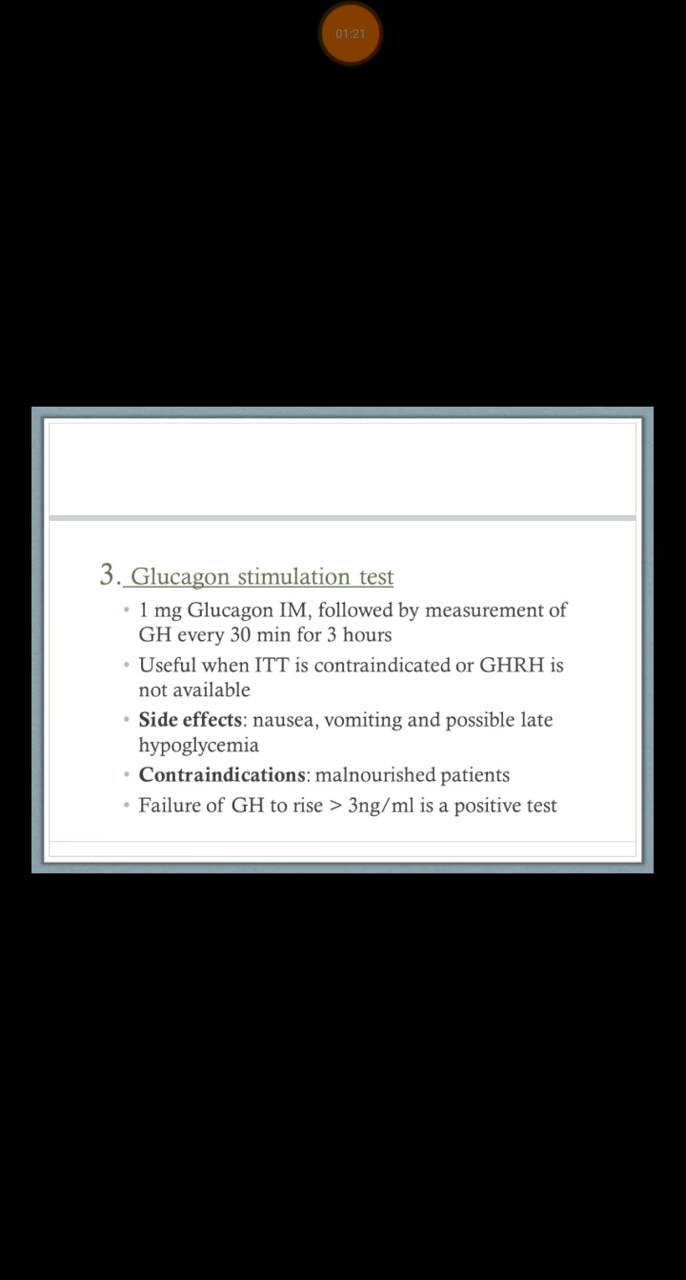 01:21
3. Glucagon stimulation test
• 1 mg Glucagon IM, followed by measurement of
GH every 30 min for 3 hours
• Useful when ITT is contraindicated or GHRH is
not available
• Side effects: nausea, vomiting and possible late
hypoglycemia
• Contraindications: malnourished patients
• Failure of GH to rise > 3ng/ml is a positive test